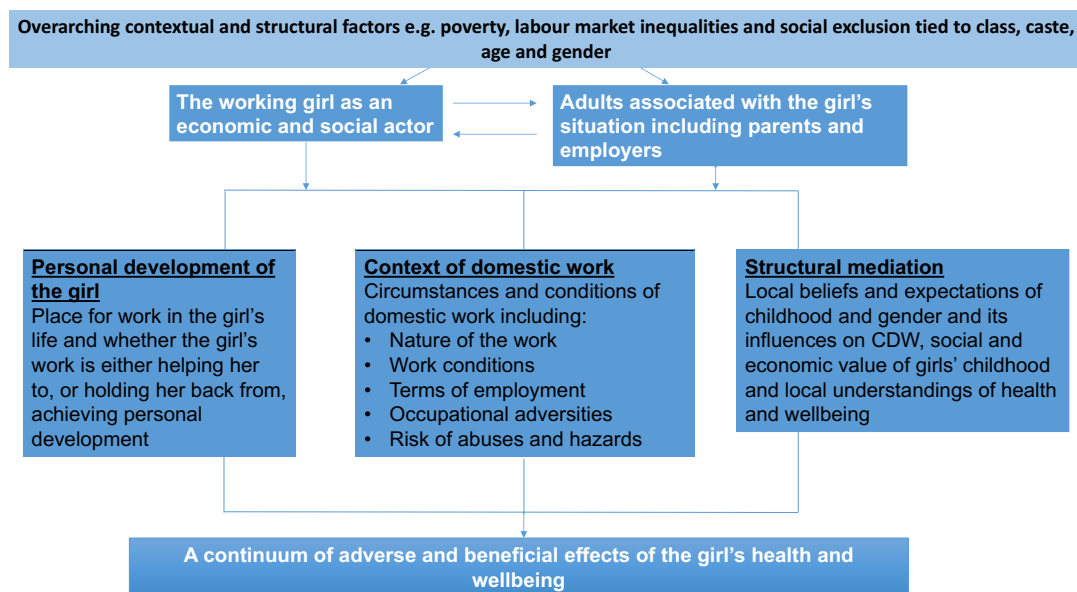 Overarching contextual and structural factors e.g. poverty, labour market inequalities and social exclusion tied to class, caste,
age and gender
The working girl as an
economic and social actor
Adults associated with the girl's
situation including parents and
employers
Personal development of
the girl
Place for work in the girl's
life and whether the girl's
work is either helping her
to, or holding her back from,
achieving personal
development
Context of domestic work
Circumstances and conditions of
domestic work including:
• Nature of the work
• Work conditions
• Terms of employment
• Occupational adversities
• Risk of abuses and hazards
Structural mediation
Local beliefs and expectations of
childhood and gender and its
influences on CDW, social and
economic value of girls' childhood
and local understandings of health
and wellbeing
A continuum of adverse and beneficial effects of the girl's health and
wellbeing